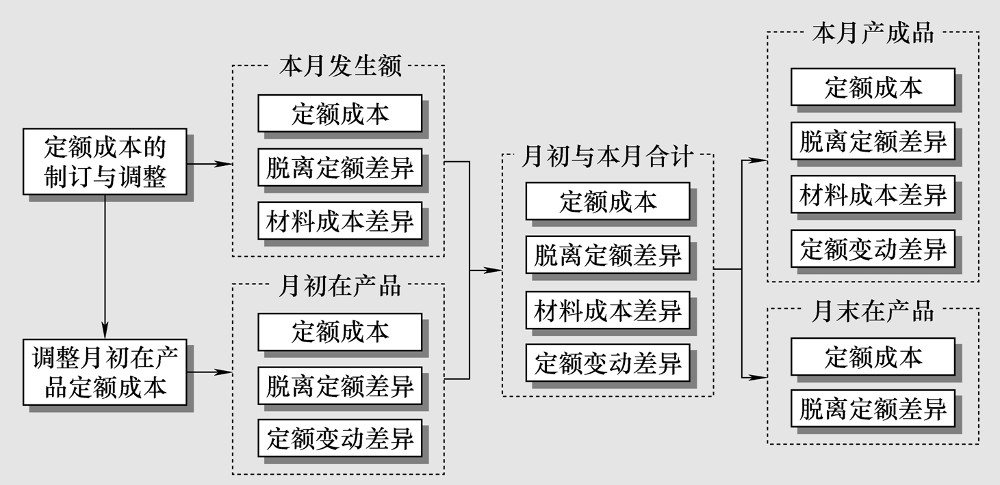 定额成本的
制订与调整
调整月初在产
品定额成本
本月发生额
定额成本
脱离定额差异
材料成本差异
月初在产品
定额成本
脱离定额差异
定额变动差异
月初与本月合计
定额成本
脱离定额差异
材料成本差异
定额变动差异
本月产成品
定额成本
脱离定额差异
材料成本差异
定额变动差异
月末在产品
定额成本
脱离定额差异